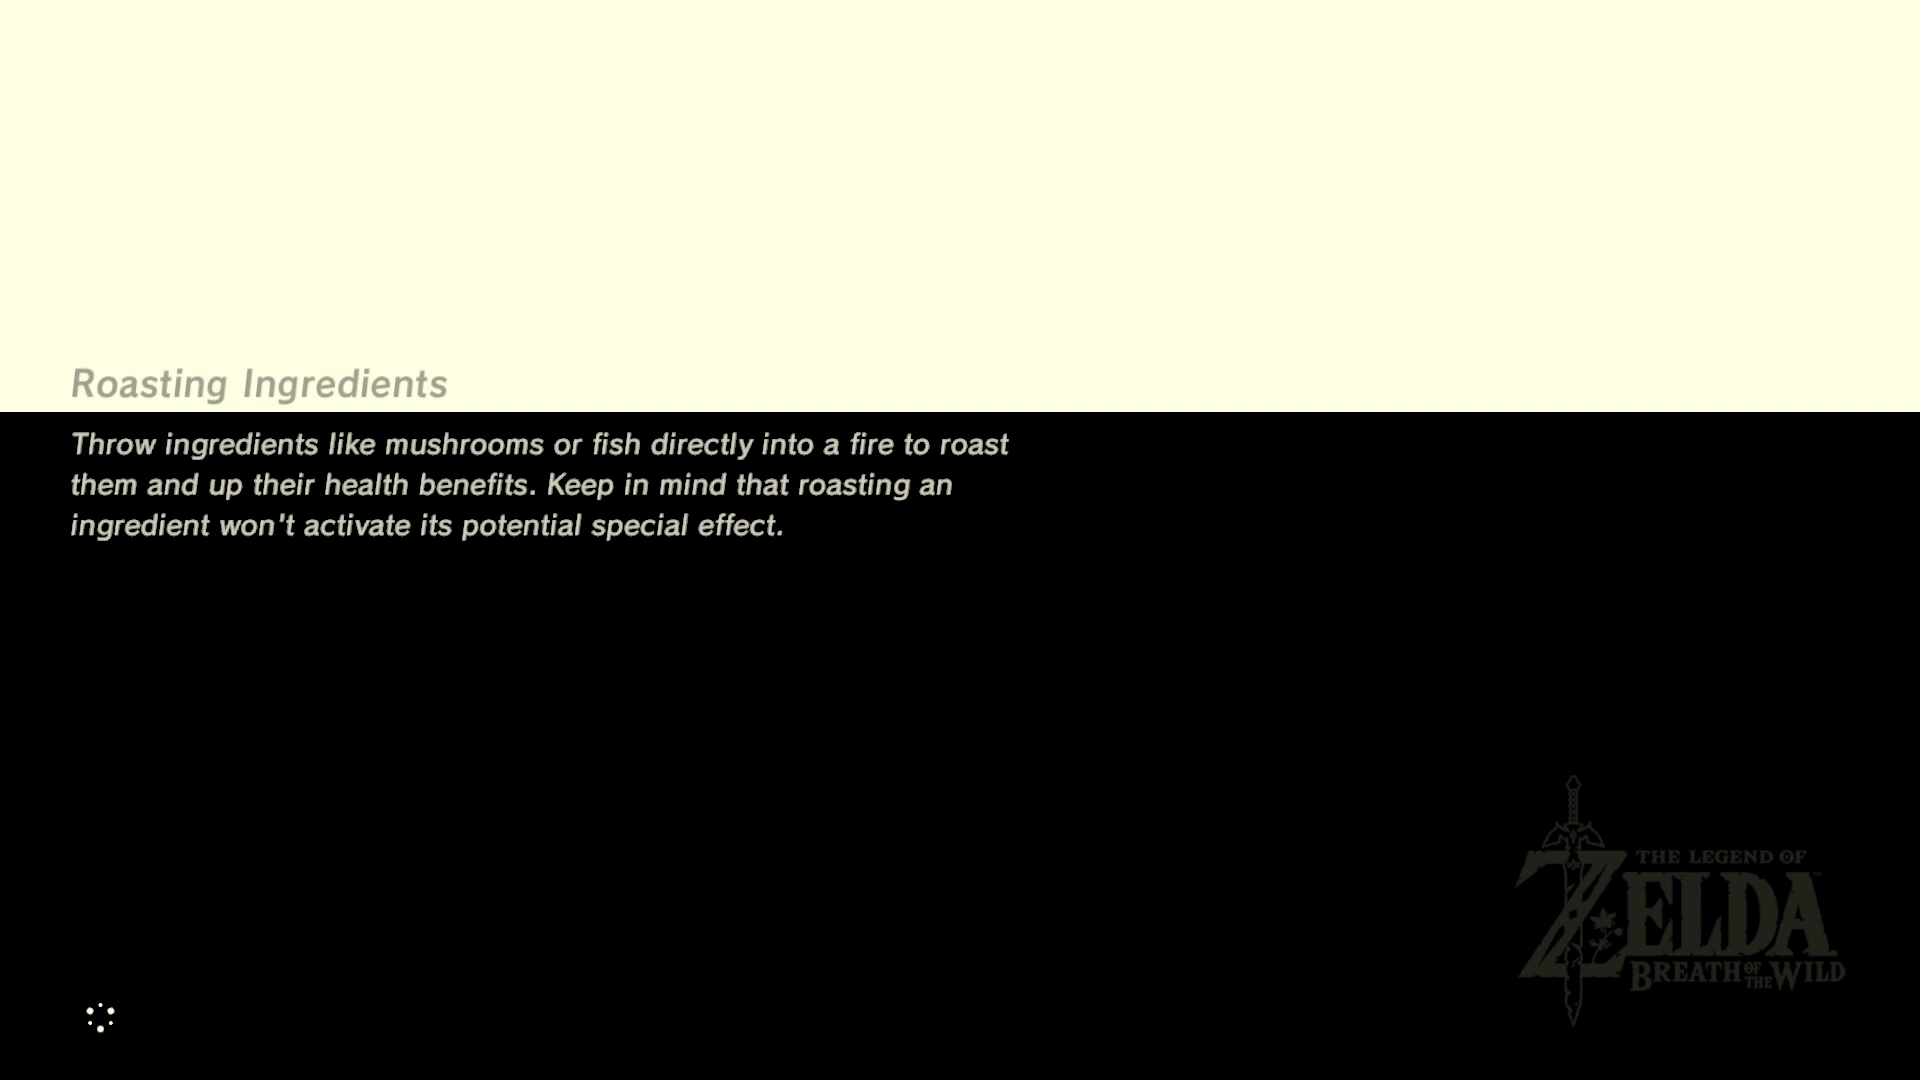 Roasting Ingredients
Throw ingredients like mushrooms or fish directly into a fire to roast
them and up their health benefits. Keep in mind that roasting an
ingredient won't activate its potential special effect.
THE LEGEND OF
ZELDA™
BREATH OF THE WILD